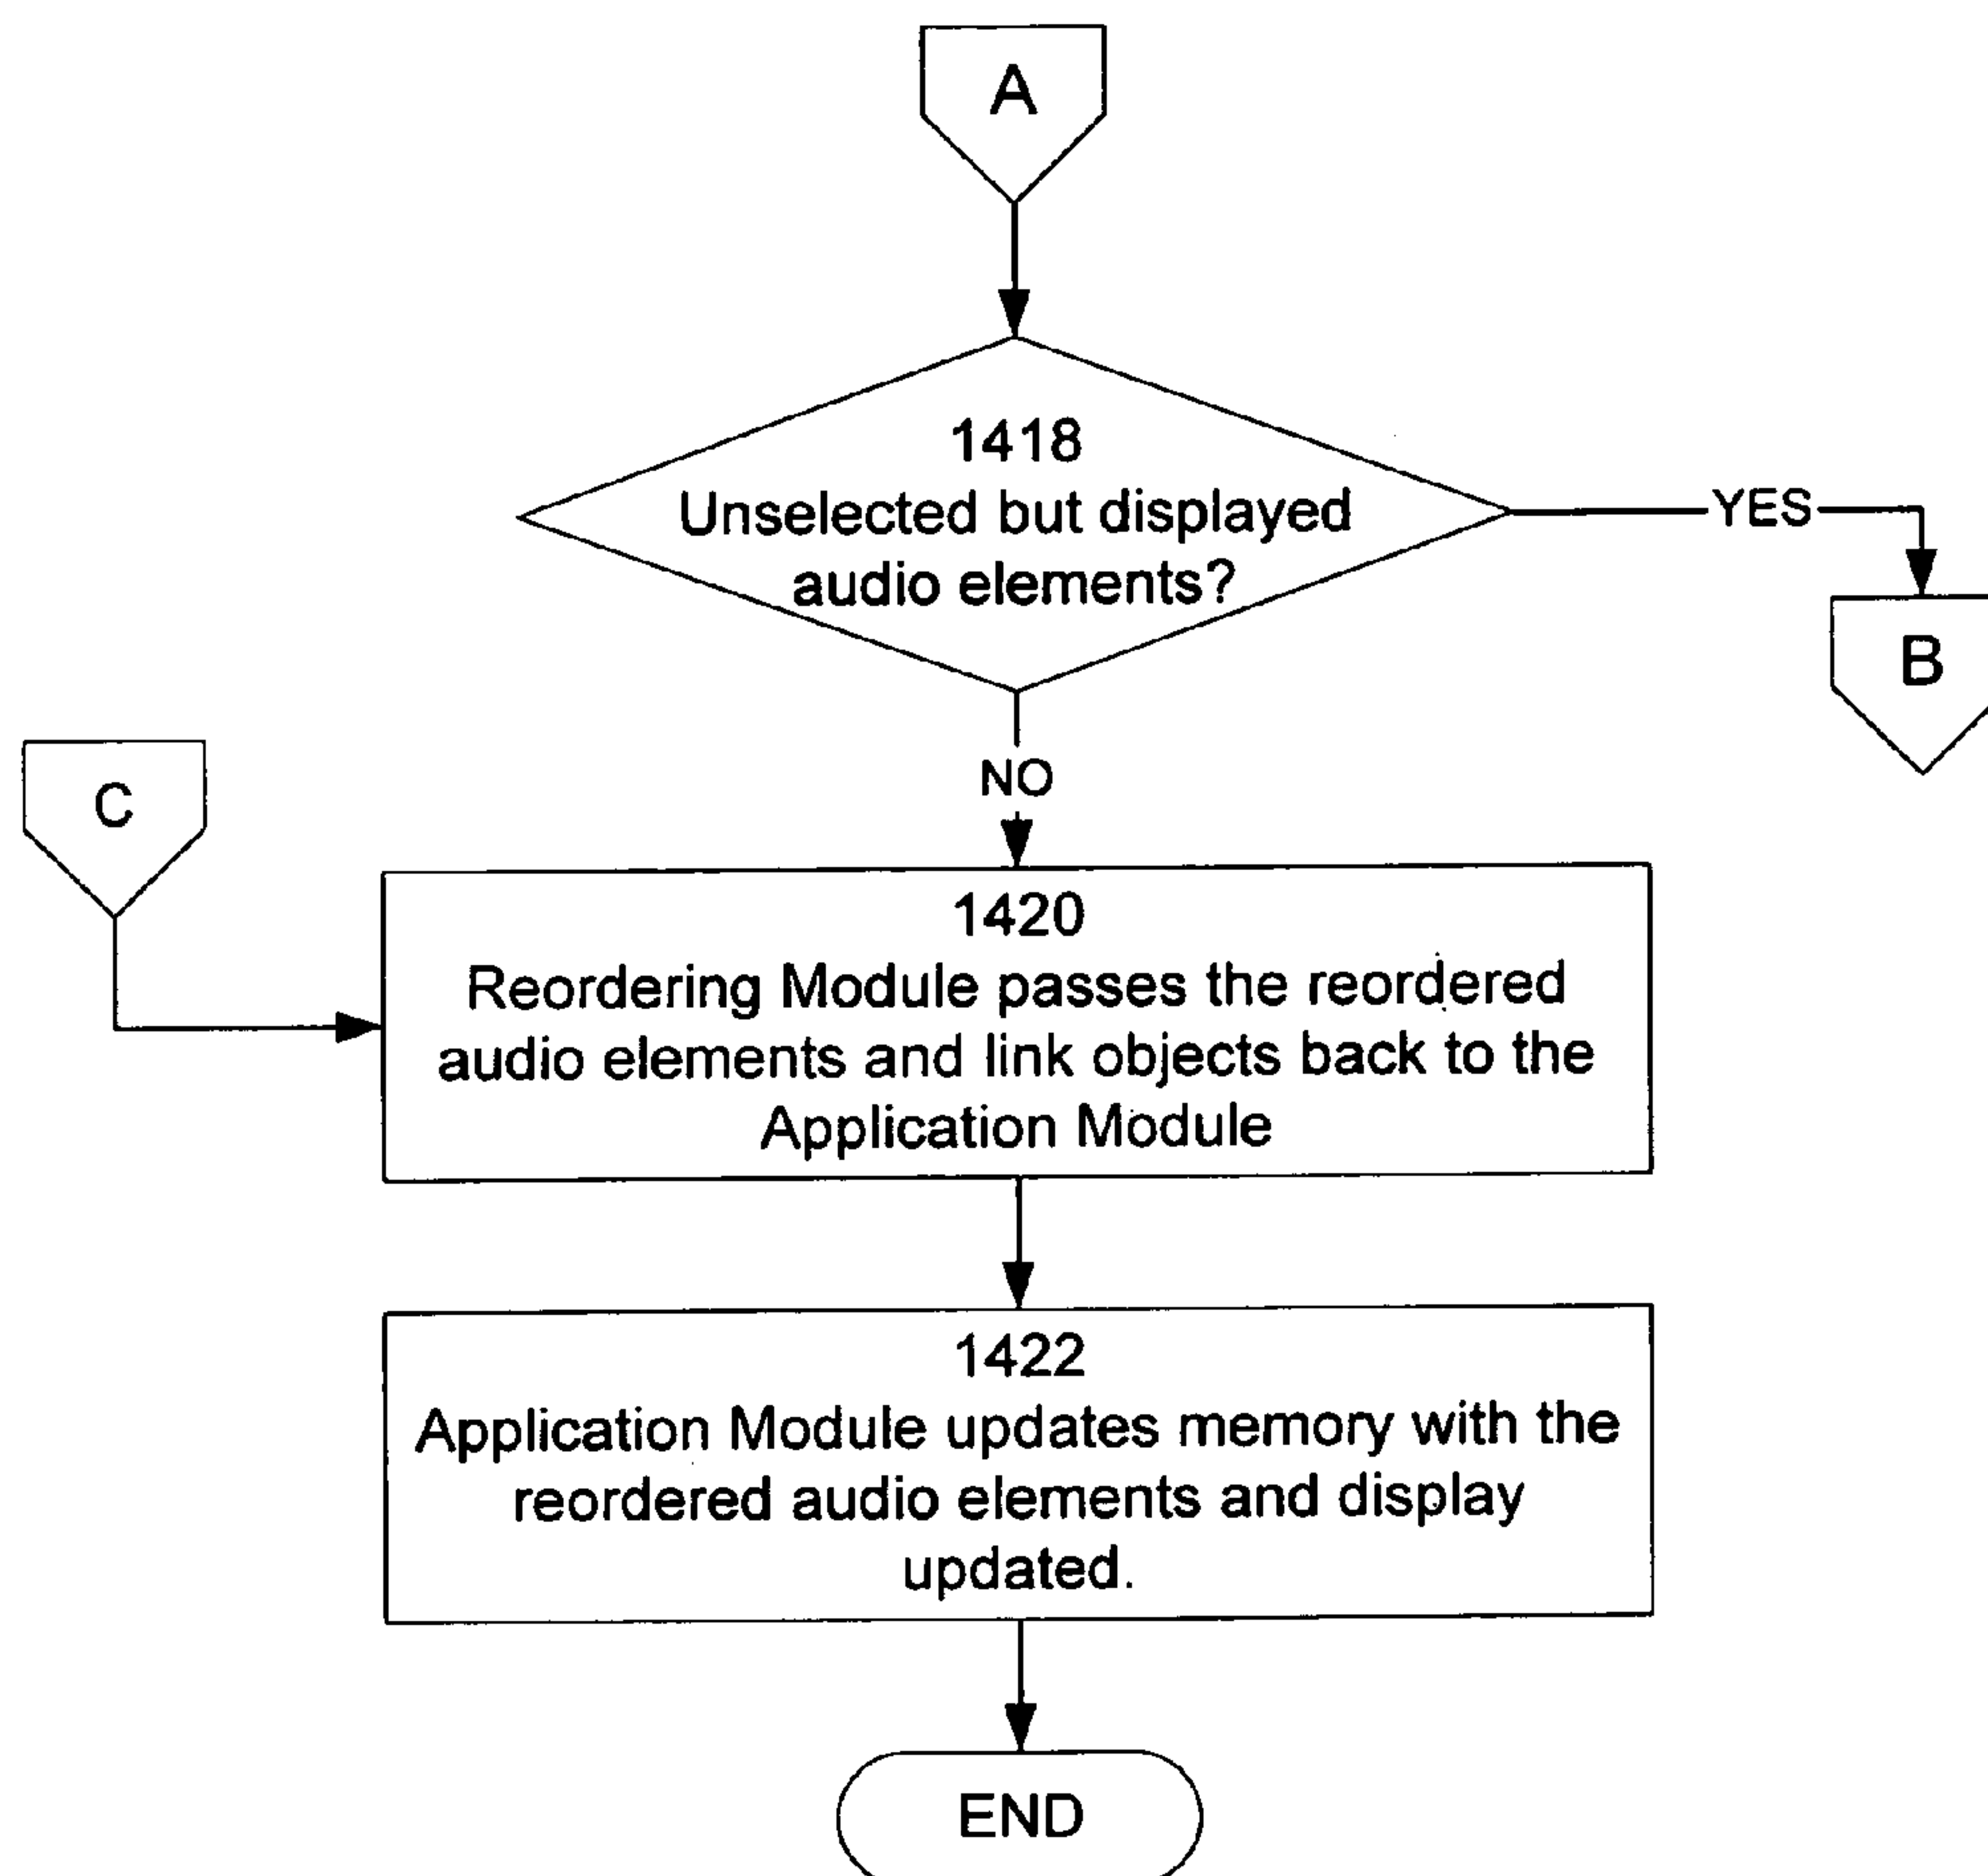 A
1418
Unselected but displayed
audio elements?
YES
B
NO
C
1420
Reordering Module passes the reordered
audio elements and link objects back to the
Application Module
1422
Application Module updates memory with the
reordered audio elements and display
updated.
END